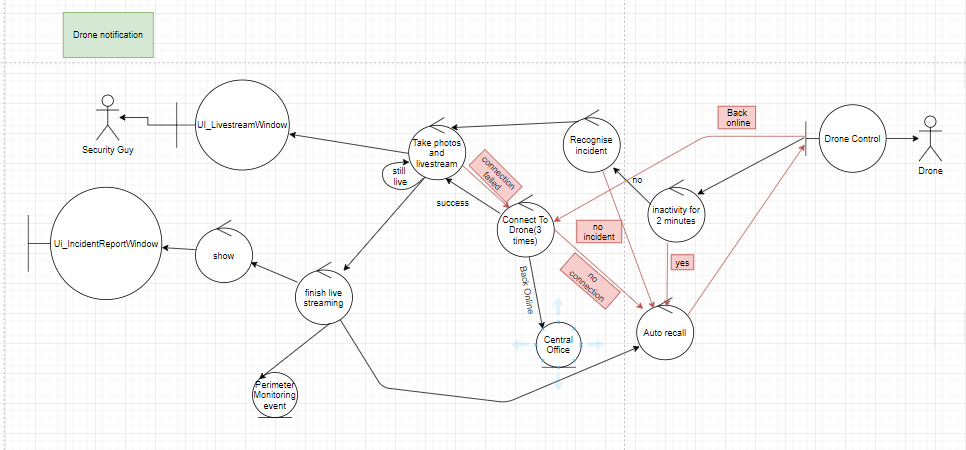 Drone notification
Security Guy
UI_LivestreamWindow
Take photos
and
livestream
still
live
connection
failed
success
Recognise
incident
Back
online
Drone Control
Drone
no
inactivity for
2 minutes
Connect To
Drone(3
times)
no
incident
yes
Ui_IncidentReportWindow
show
finish live
streaming
Back Online
no
connection
Central
Office
Auto recall
Perimeter
Monitoring
event